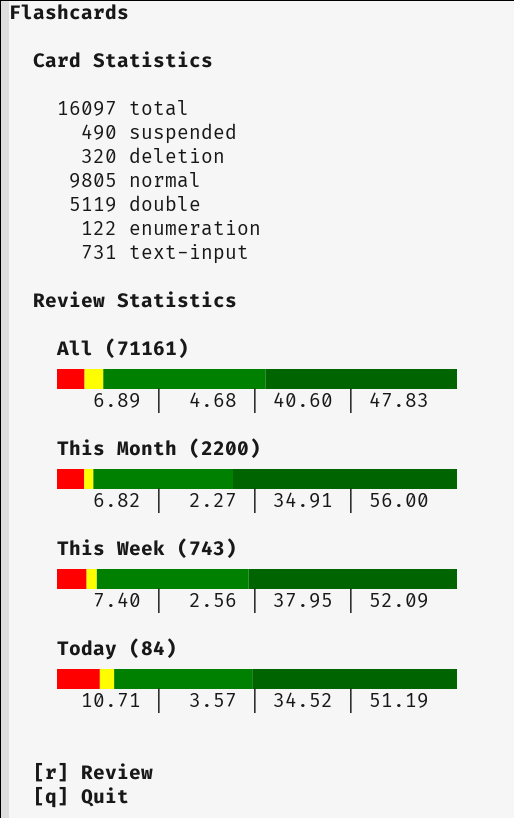 Flashcards
Card Statistics
16097 total
490 suspended
320 deletion
9805 normal
5119 double
122 enumeration
731 text-input
Review Statistics
All (71161)
6.89 | 4.68 | 40.60 | 47.83
This Month (2200)
6.82 | 2.27 | 34.91 | 56.00
This Week (743)
7.40 | 2.56 | 37.95 | 52.09
Today (84)
10.71 | 3.57 | 34.52 | 51.19
[r] Review
[q] Quit